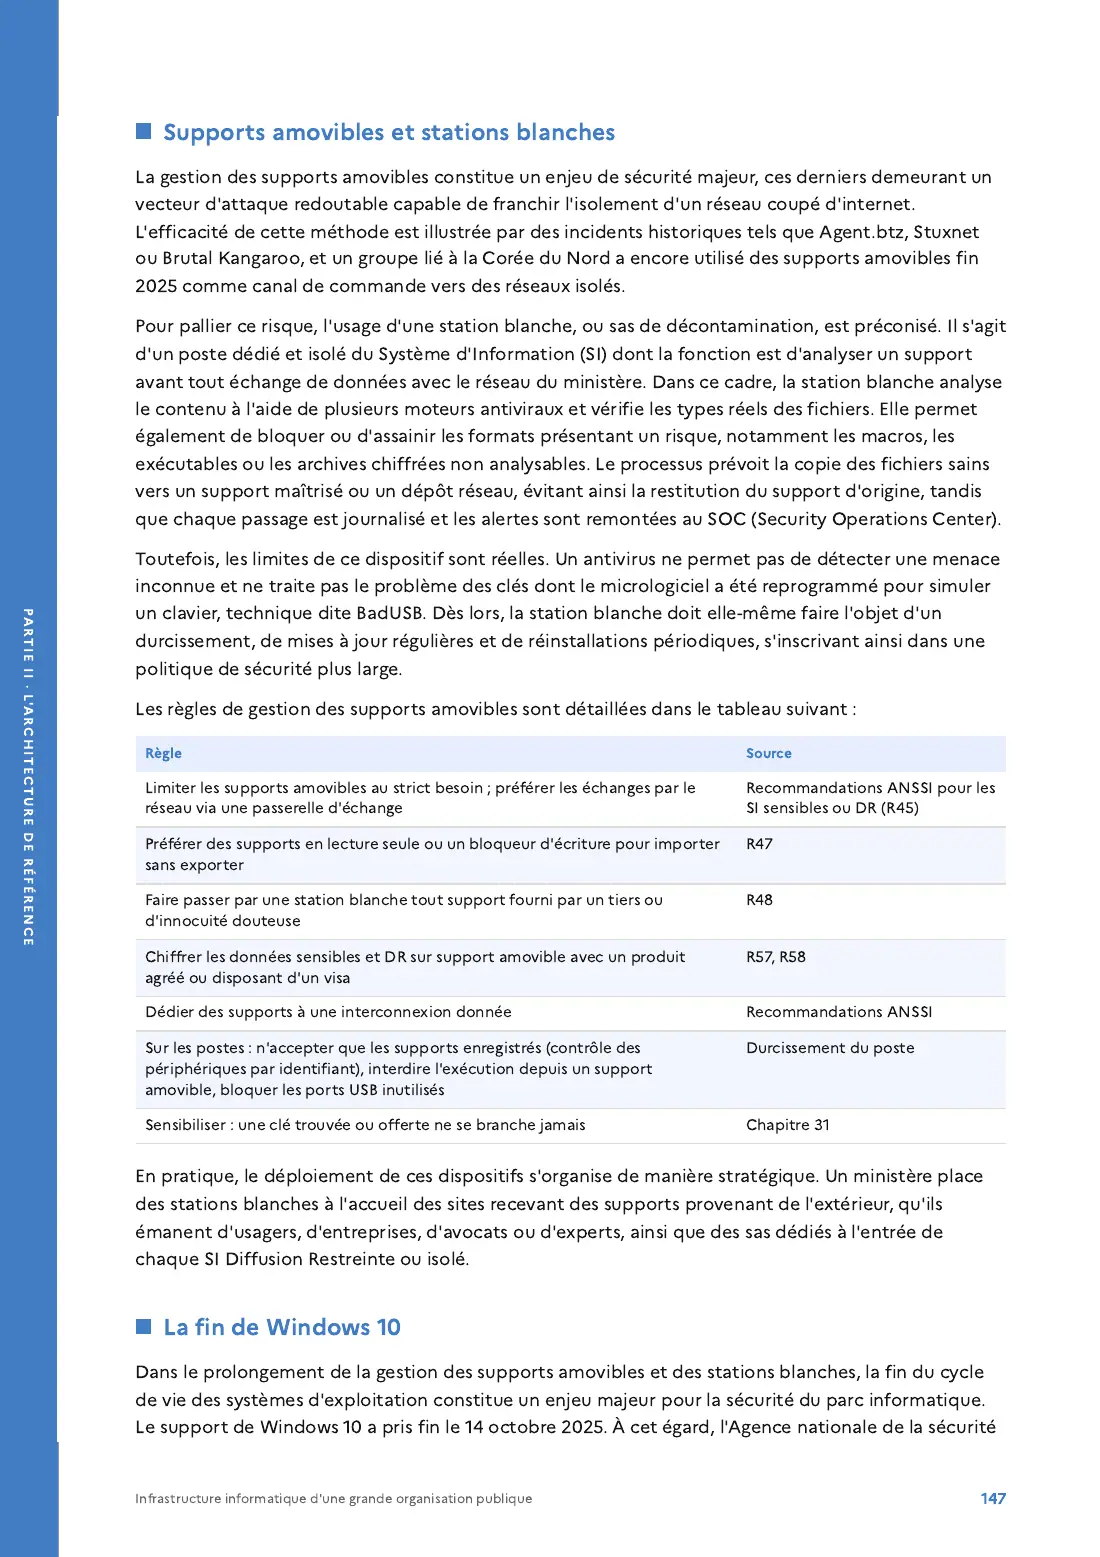 Supports amovibles et stations blanches
La gestion des supports amovibles constitue un enjeu de sécurité majeur, ces derniers demeurant un
vecteur d'attaque redoutable capable de franchir l'isolement d'un réseau coupé d'internet.
L'efficacité de cette méthode est illustrée par des incidents historiques tels que Agent.btz, Stuxnet
ou Brutal Kangaroo, et un groupe lié à la Corée du Nord a encore utilisé des supports amovibles fin
2025 comme canal de commande vers des réseaux isolés.
Pour pallier ce risque, l'usage d'une station blanche, ou sas de décontamination, est préconisé. Il s'agit
d'un poste dédié et isolé du Système d'Information (SI) dont la fonction est d'analyser un support
avant tout échange de données avec le réseau du ministère. Dans ce cadre, la station blanche analyse
le contenu à l'aide de plusieurs moteurs antiviraux et vérifie les types réels des fichiers. Elle permet
également de bloquer ou d'assainir les formats présentant un risque, notamment les macros, les
exécutables ou les archives chiffrées non analysables. Le processus prévoit la copie des fichiers sains
vers un support maîtrisé ou un dépôt réseau, évitant ainsi la restitution du support d'origine, tandis
que chaque passage est journalisé et les alertes sont remontées au SOC (Security Operations Center).
Toutefois, les limites de ce dispositif sont réelles. Un antivirus ne permet pas de détecter une menace
inconnue et ne traite pas le problème des clés dont le micrologiciel a été reprogrammé pour simuler
un clavier, technique dite BadUSB. Dès lors, la station blanche doit elle-même faire l'objet d'un
durcissement, de mises à jour régulières et de réinstallations périodiques, s'inscrivant ainsi dans une
politique de sécurité plus large.
Les règles de gestion des supports amovibles sont détaillées dans le tableau suivant :
Règle Source
Limiter les supports amovibles au strict besoin ; préférer les échanges par le Recommandations ANSSI pour les
réseau via une passerelle d'échange SI sensibles ou DR (R45)
Préférer des supports en lecture seule ou un bloqueur d'écriture pour importer R47
sans exporter
Faire passer par une station blanche tout support fourni par un tiers ou R48
d'innocuité douteuse
Chiffrer les données sensibles et DR sur support amovible avec un produit R57, R58
agréé ou disposant d'un visa
Dédier des supports à une interconnexion donnée Recommandations ANSSI
Sur les postes : n'accepter que les supports enregistrés (contrôle des Durcissement du poste
périphériques par identifiant), interdire l'exécution depuis un support
amovible, bloquer les ports USB inutilisés
Sensibiliser : une clé trouvée ou offerte ne se branche jamais Chapitre 31
En pratique, le déploiement de ces dispositifs s'organise de manière stratégique. Un ministère place
des stations blanches à l'accueil des sites recevant des supports provenant de l'extérieur, qu'ils
émanent d'usagers, d'entreprises, d'avocats ou d'experts, ainsi que des sas dédiés à l'entrée de
chaque SI Diffusion Restreinte ou isolé.
La fin de Windows 10
Dans le prolongement de la gestion des supports amovibles et des stations blanches, la fin du cycle
de vie des systèmes d'exploitation constitue un enjeu majeur pour la sécurité du parc informatique.
Le support de Windows 10 a pris fin le 14 octobre 2025. À cet égard, l'Agence nationale de la sécurité
Infrastructure informatique d'une grande organisation publique 147
PARTIE II · L'ARCHITECTURE DE RÉFÉRENCE